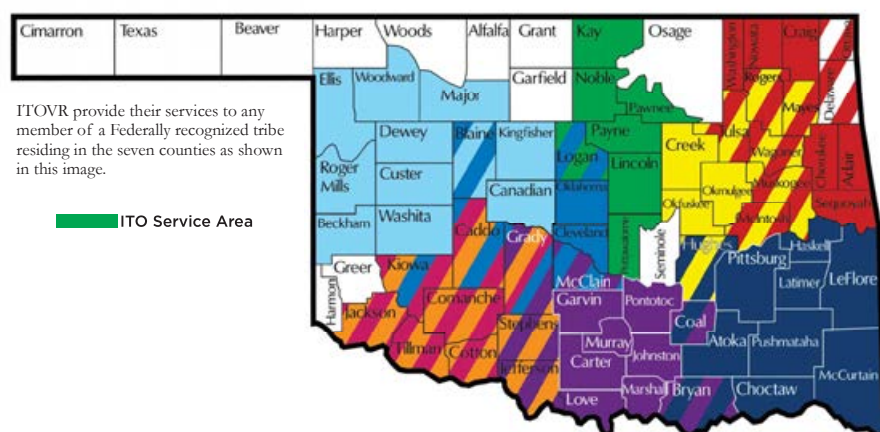 Cimarron Texas Beaver Harper Woods Alfalfa Grant Kay Osage Washington Nowata Craig Ottawa
Ellis Woodward Major Garfield Noble Pawnee Rogers Mayes Delaware
ITOVR provide their services to any
member of a Federally recognized tribe
residing in the seven counties as shown
in this image.
ITO Service Area
Dewey Blaine Kingfisher Logan Payne Creek Tulsa Wagoner Cherokee Adair
Roger
Mills
Custer Canadian Oklahoma Lincoln Okmulgee Muskogee Sequoyah
Beckham Washita Caddo Grady Cleveland Pottawatomie Okfuskee McIntosh
Seminole Hughes Pittsburg Haskell
Greer Kiowa McClain Latimer LeFlore
Harmon Jackson Comanche Garvin Pontotoc Coal
Stephens Murray Atoka Pushmataha
Tillman Cotton Jefferson Carter Johnston McCurtain
Love Marshall Bryan Choctaw